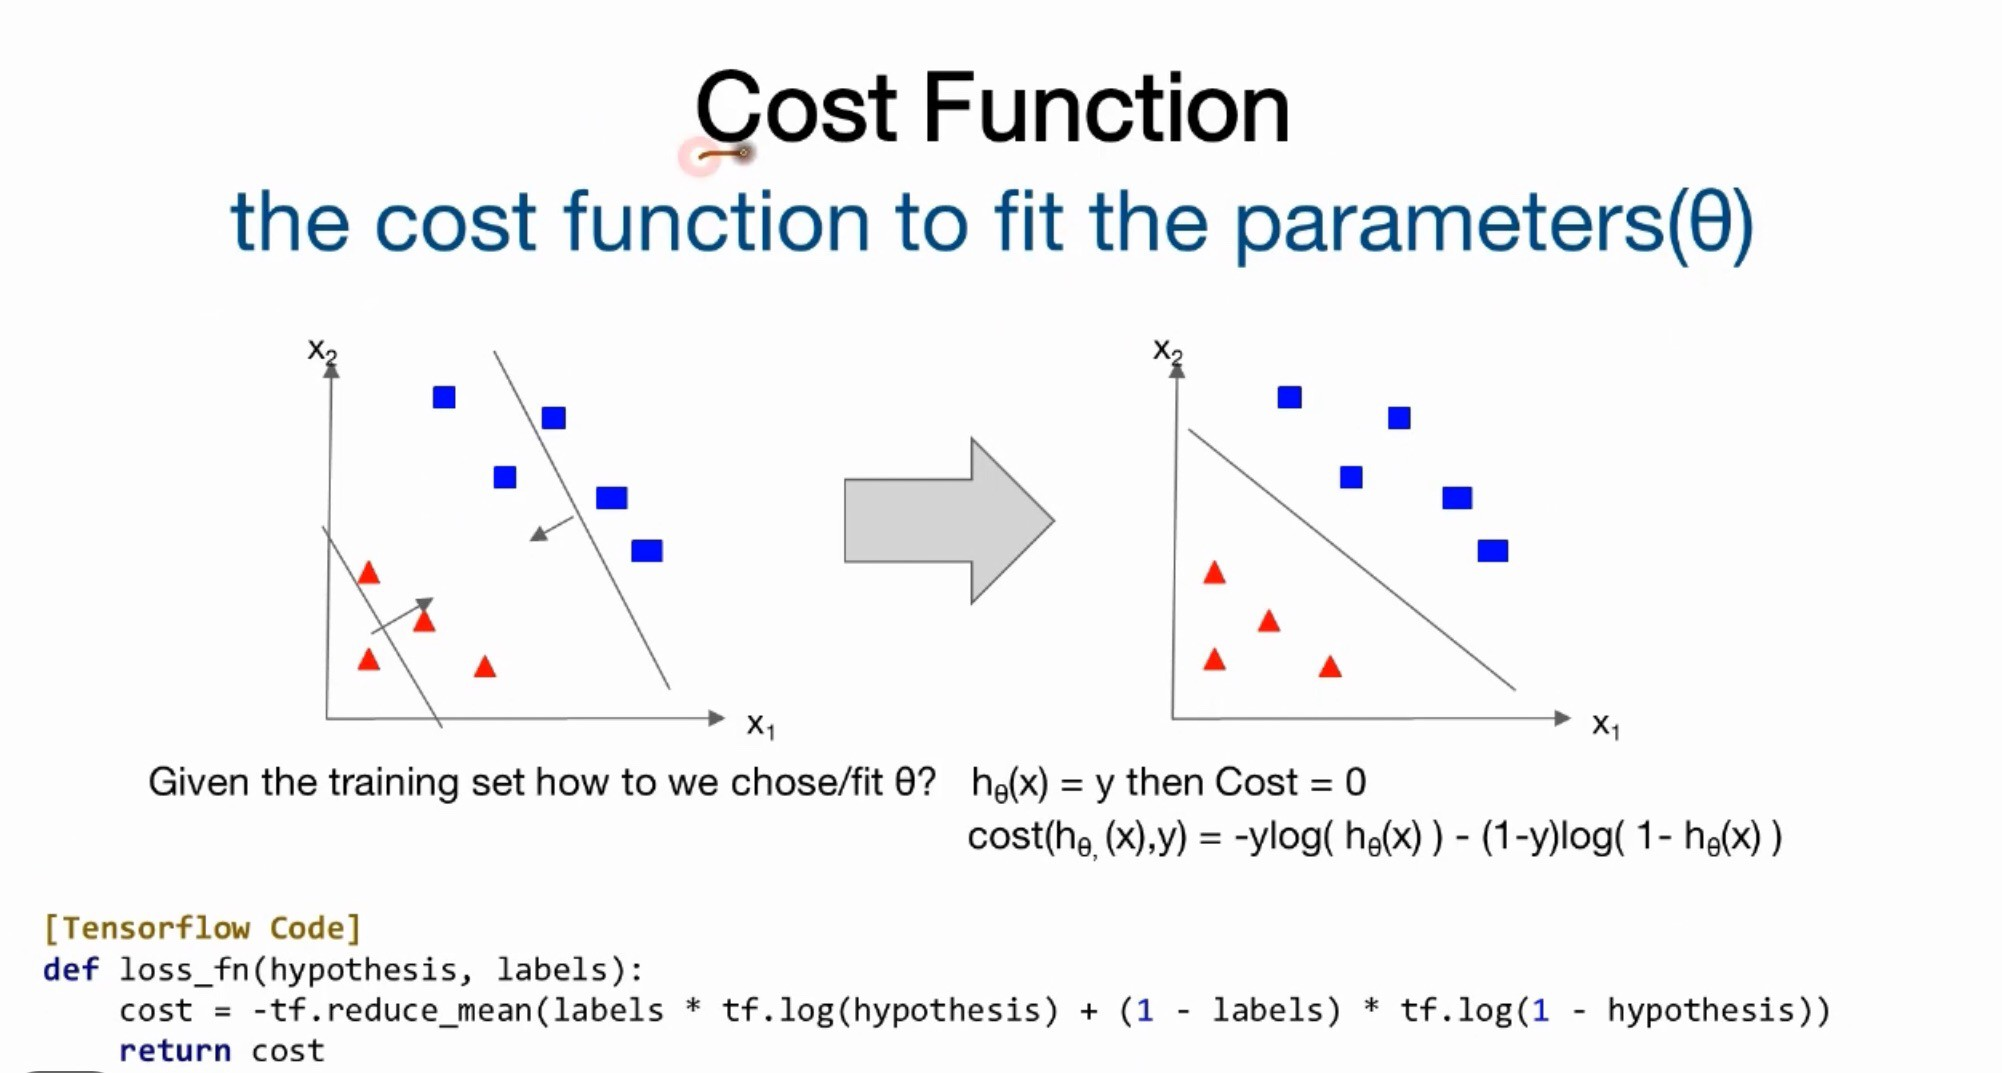 Cost Function
the cost function to fit the parameters(θ)
x₂
x₁
x₂
x₁
Given the training set how to we chose/fit θ?
hθ(x) = y then Cost = 0
cost(hθ, (x),y) = -ylog( hθ(x) ) - (1-y)log( 1- hθ(x) )
[Tensorflow Code]
def loss_fn(hypothesis, labels):
    cost = -tf.reduce_mean(labels * tf.log(hypothesis) + (1 - labels) * tf.log(1 - hypothesis))
    return cost